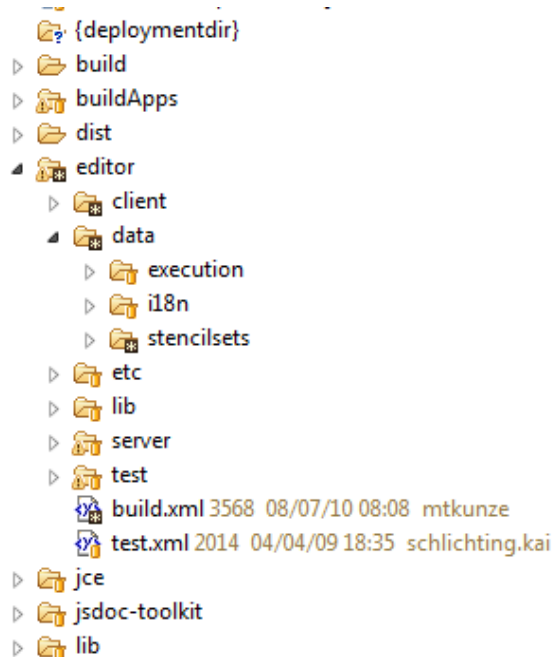 {deploymentdir}
build
buildApps
dist
editor
client
data
execution
i18n
stencilsets
etc
lib
server
test
build.xml 3568 08/07/10 08:08 mtkunze
test.xml 2014 04/04/09 18:35 schlichting.kai
jce
jsdoc-toolkit
lib